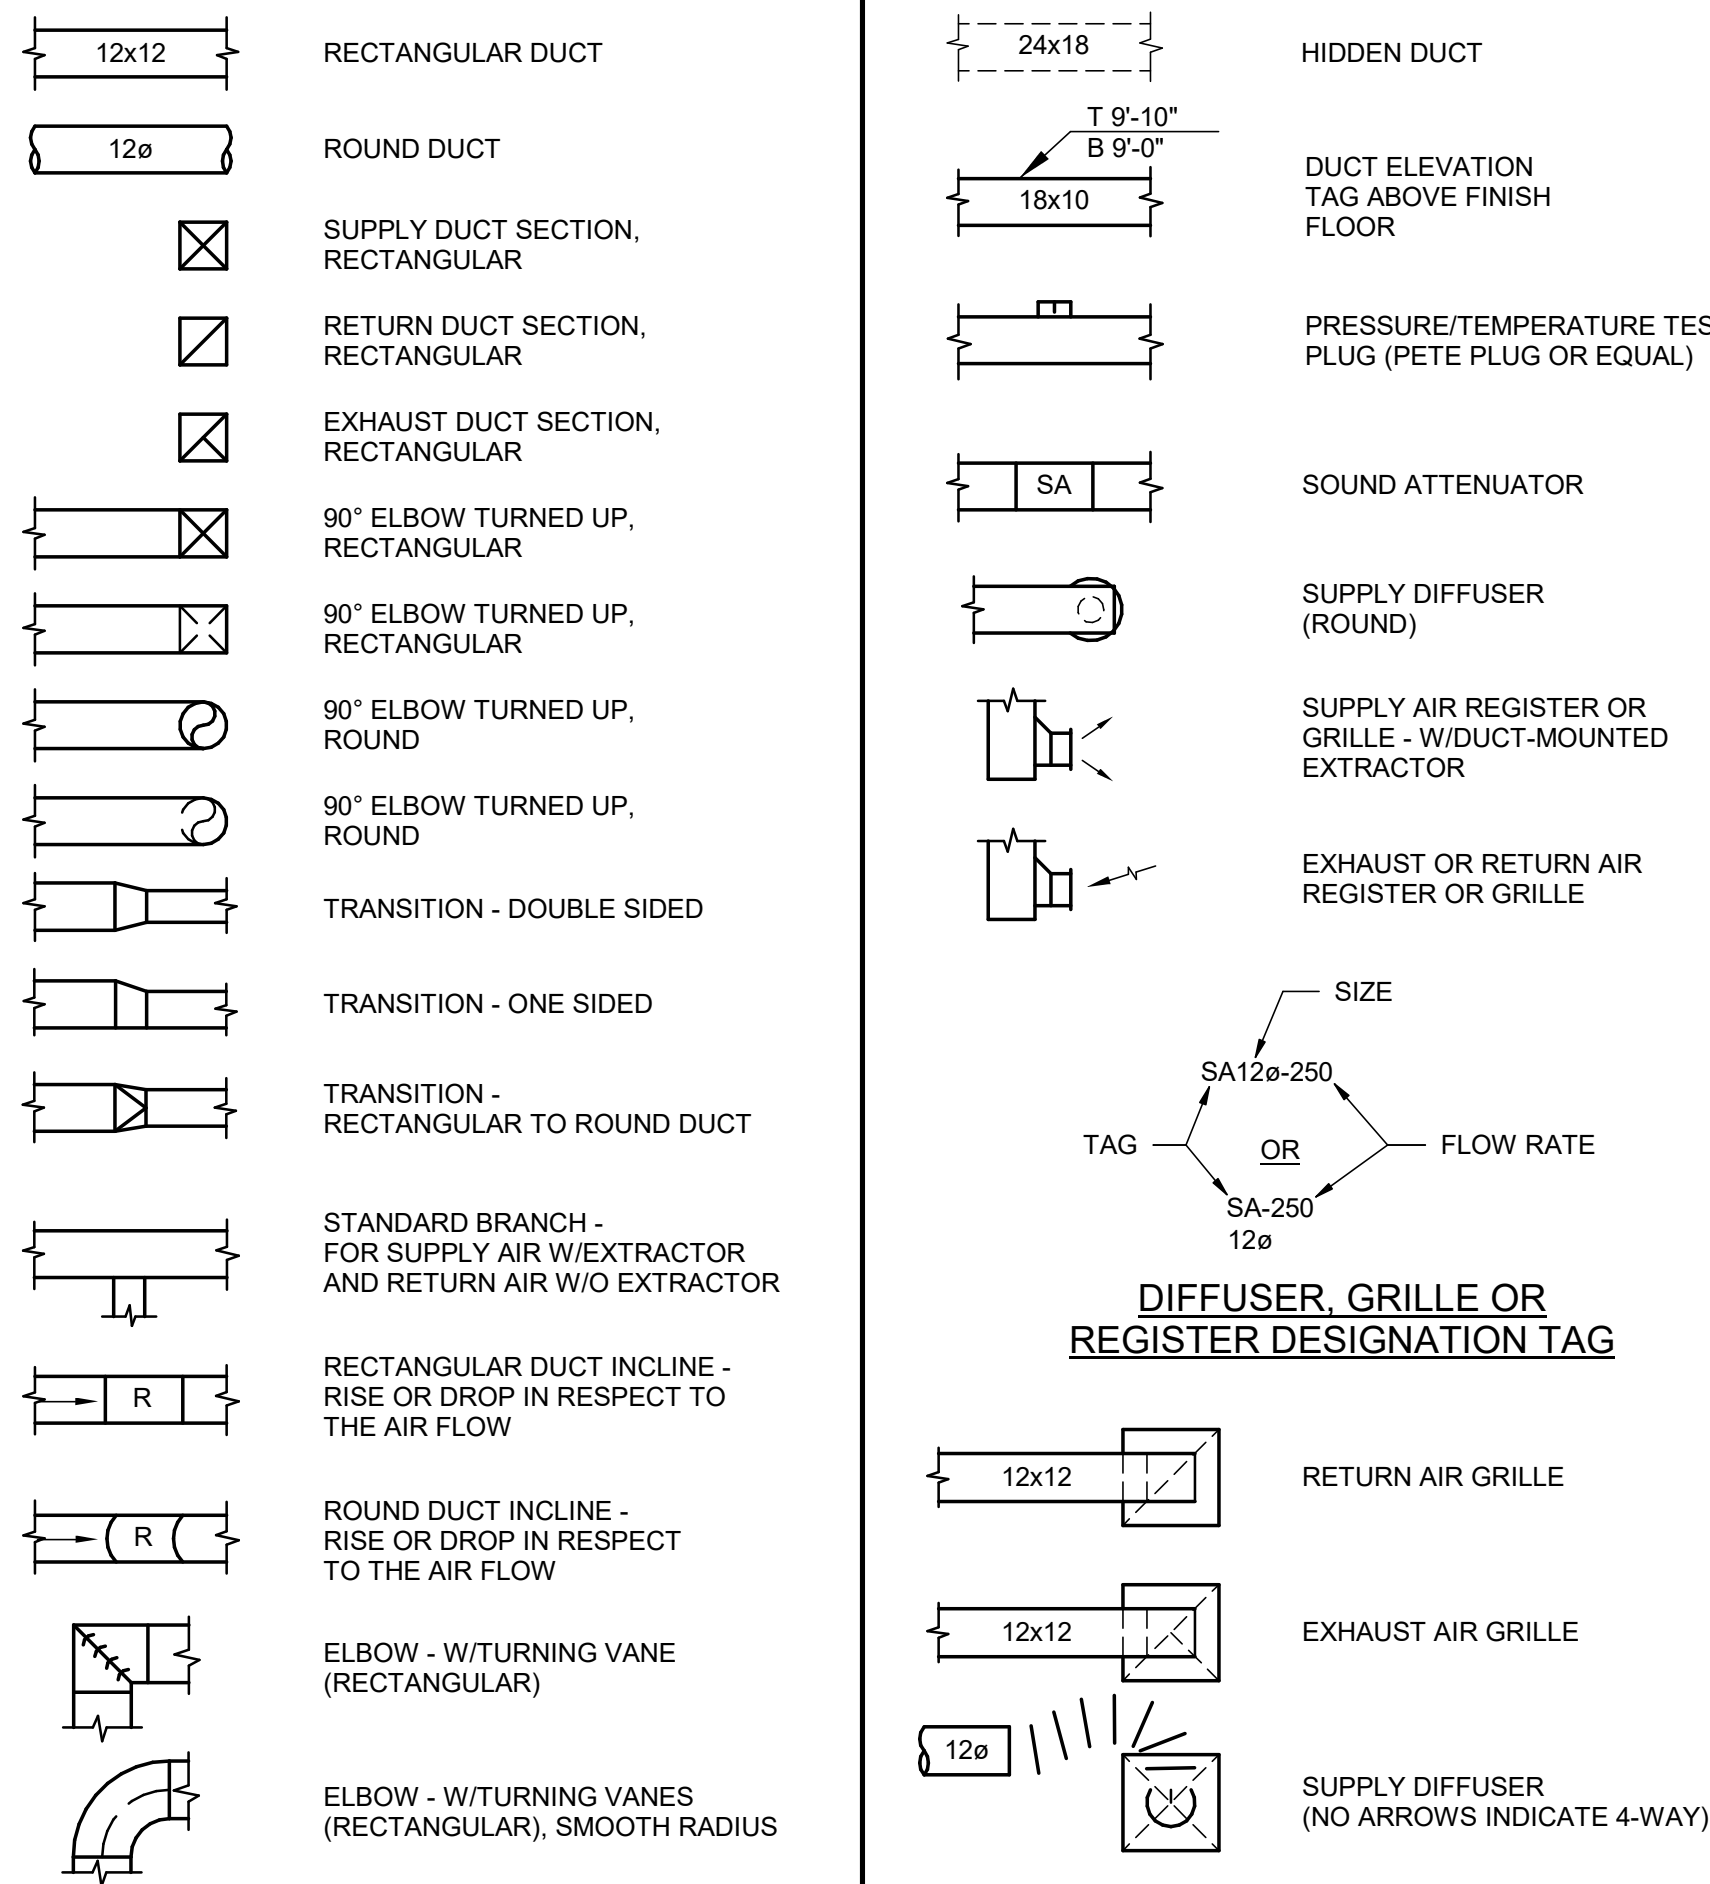 12x12
RECTANGULAR DUCT
12ø
ROUND DUCT
SUPPLY DUCT SECTION,
RECTANGULAR
RETURN DUCT SECTION,
RECTANGULAR
EXHAUST DUCT SECTION,
RECTANGULAR
90° ELBOW TURNED UP,
RECTANGULAR
90° ELBOW TURNED UP,
RECTANGULAR
90° ELBOW TURNED UP,
ROUND
90° ELBOW TURNED UP,
ROUND
TRANSITION - DOUBLE SIDED
TRANSITION - ONE SIDED
TRANSITION -
RECTANGULAR TO ROUND DUCT
STANDARD BRANCH -
FOR SUPPLY AIR W/EXTRACTOR
AND RETURN AIR W/O EXTRACTOR
R
RECTANGULAR DUCT INCLINE -
RISE OR DROP IN RESPECT TO
THE AIR FLOW
R
ROUND DUCT INCLINE -
RISE OR DROP IN RESPECT
TO THE AIR FLOW
ELBOW - W/TURNING VANE
(RECTANGULAR)
ELBOW - W/TURNING VANES
(RECTANGULAR), SMOOTH RADIUS
24x18
HIDDEN DUCT
T 9'-10"
B 9'-0"
18x10
DUCT ELEVATION
TAG ABOVE FINISH
FLOOR
PRESSURE/TEMPERATURE TES
PLUG (PETE PLUG OR EQUAL)
SA
SOUND ATTENUATOR
SUPPLY DIFFUSER
(ROUND)
SUPPLY AIR REGISTER OR
GRILLE - W/DUCT-MOUNTED
EXTRACTOR
EXHAUST OR RETURN AIR
REGISTER OR GRILLE
SIZE
SA12ø-250
TAG
OR
FLOW RATE
SA-250
12ø
DIFFUSER, GRILLE OR
REGISTER DESIGNATION TAG
12x12
RETURN AIR GRILLE
12x12
EXHAUST AIR GRILLE
12ø
SUPPLY DIFFUSER
(NO ARROWS INDICATE 4-WAY)